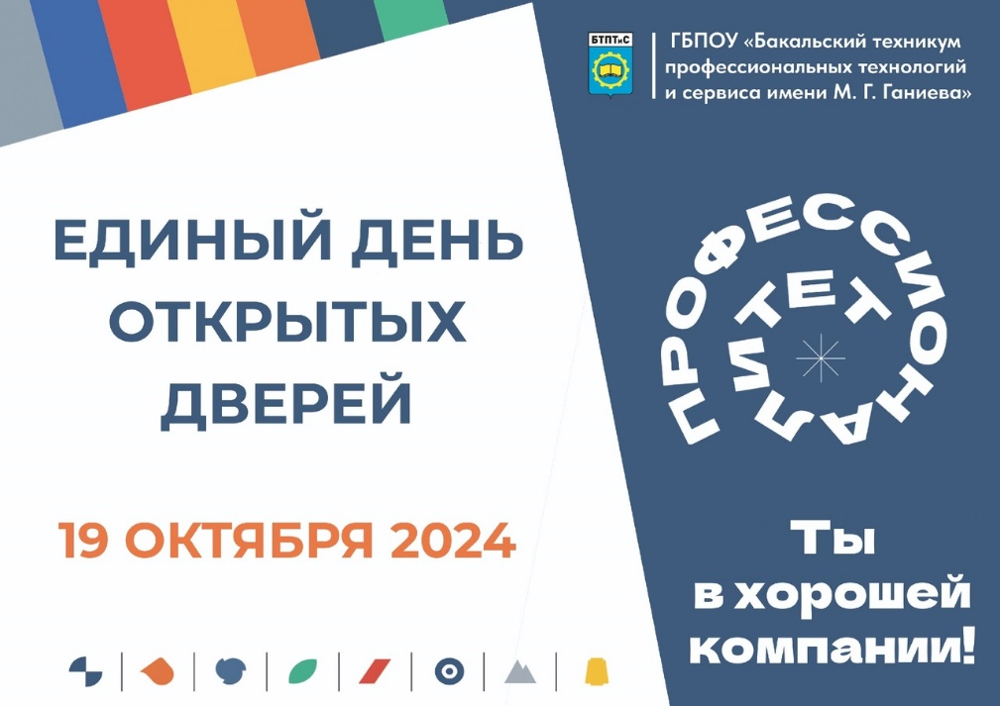 БТПТиС
ГБПОУ «Бакальский техникум
профессиональных технологий
и сервиса имени М. Г. Ганиева»
ЕДИНЫЙ ДЕНЬ
ОТКРЫТЫХ
ДВЕРЕЙ
19 ОКТЯБРЯ 2024
ПРОФЕССИОНАЛИТЕТ
Ты
в хорошей
компании!